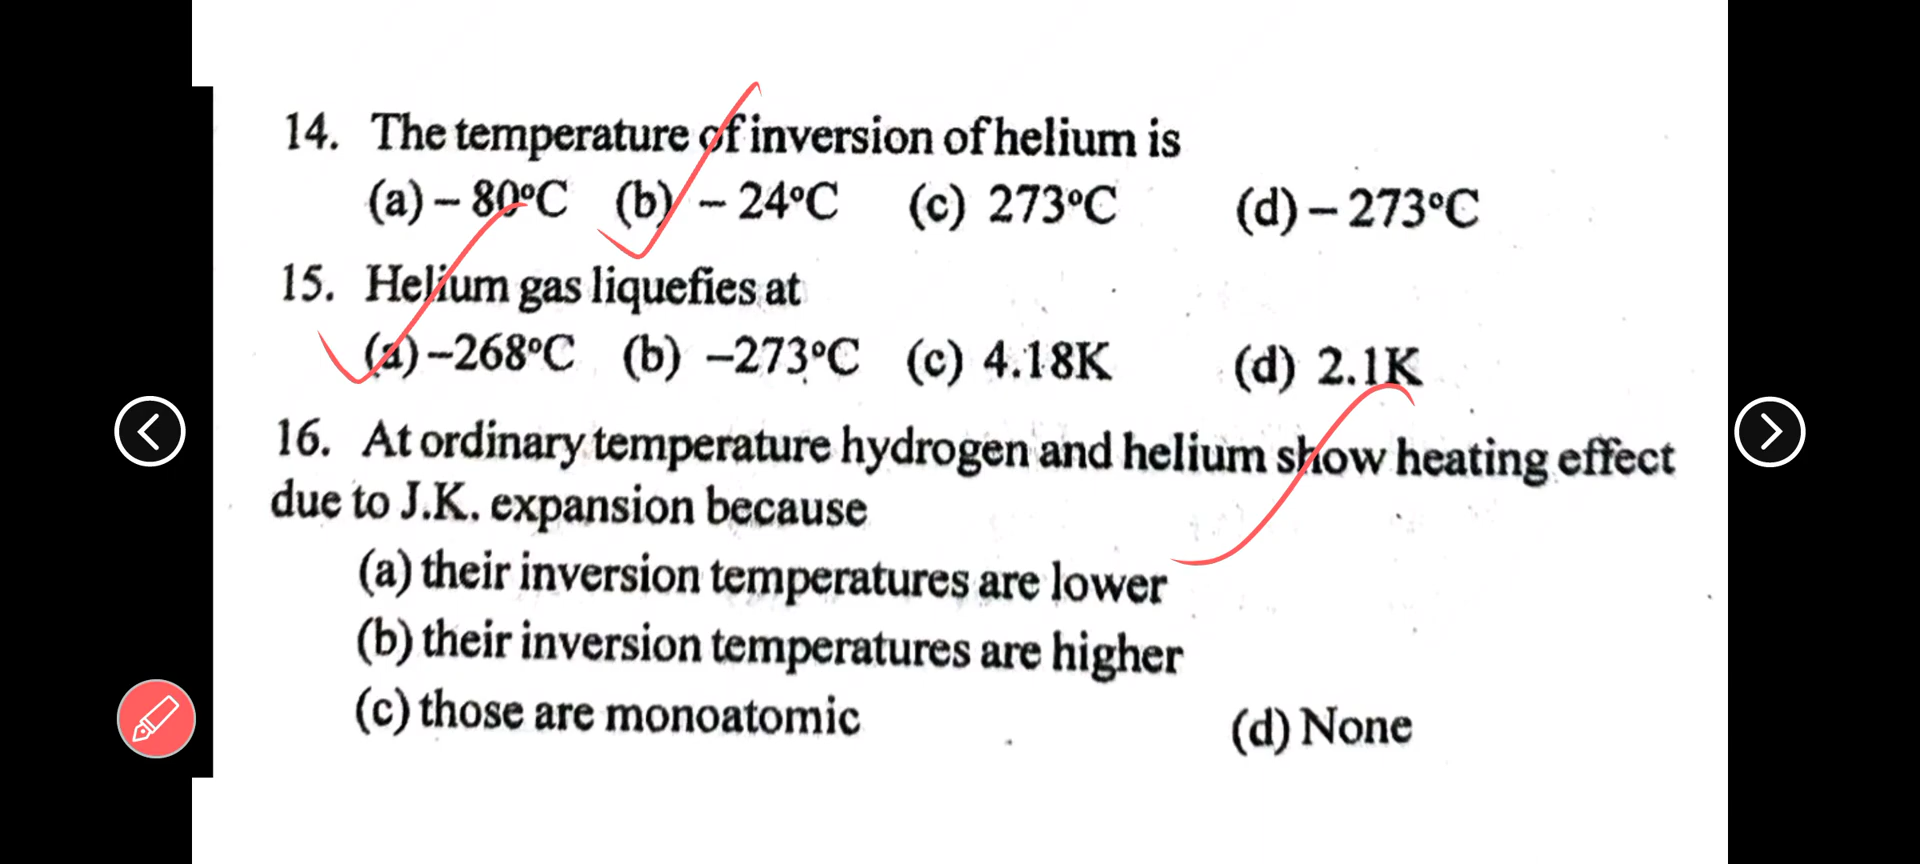 14. The temperature of inversion of helium is
(a) – 80°C (b) – 24°C (c) 273°C (d) – 273°C
15. Helium gas liquefies at
(a) –268°C (b) –273°C (c) 4.18K (d) 2.1K
16. At ordinary temperature hydrogen and helium show heating effect
due to J.K. expansion because
(a) their inversion temperatures are lower
(b) their inversion temperatures are higher
(c) those are monoatomic (d) None